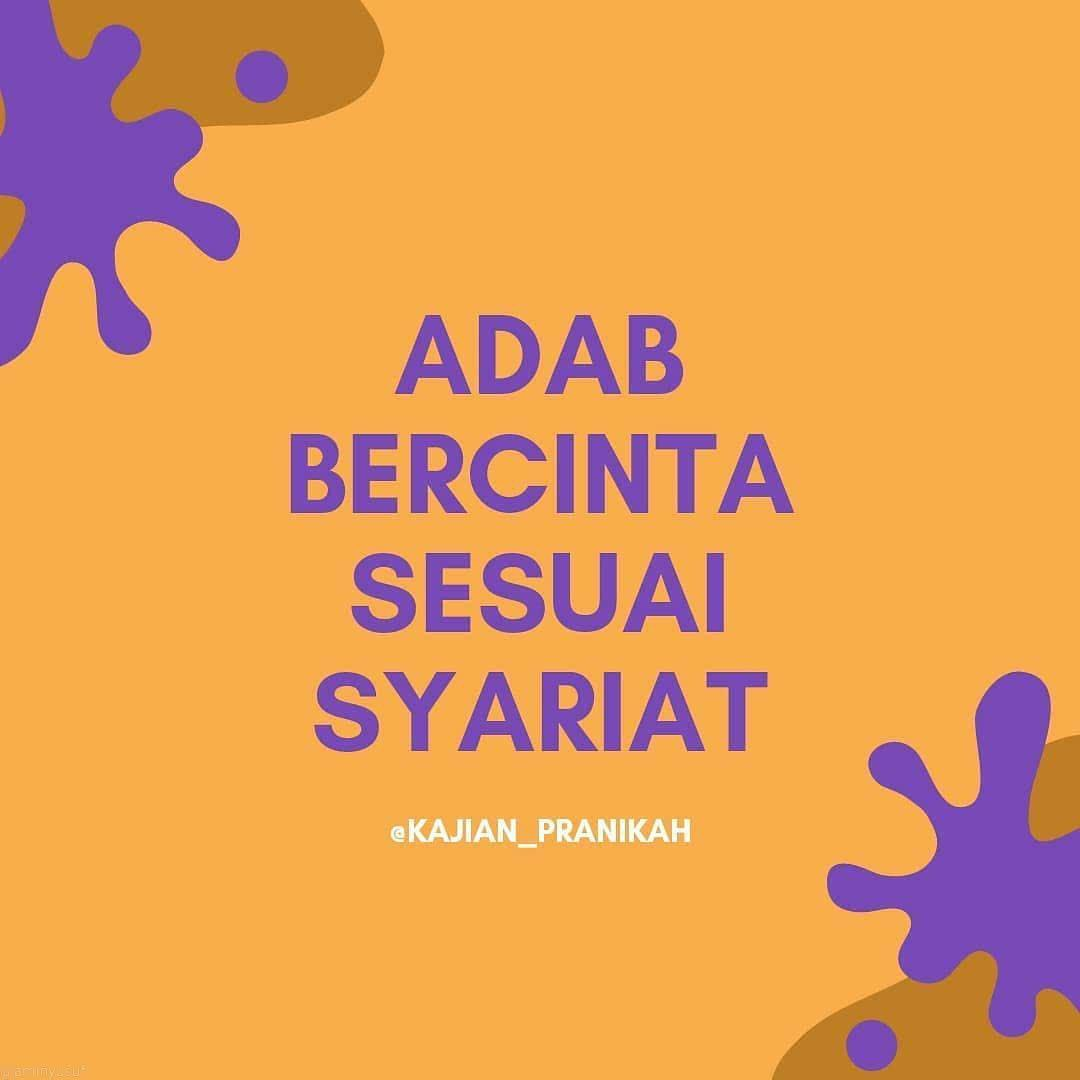 ADAB
BERCINTA
SESUAI
SYARIAT
@KAJIAN_PRANIKAH